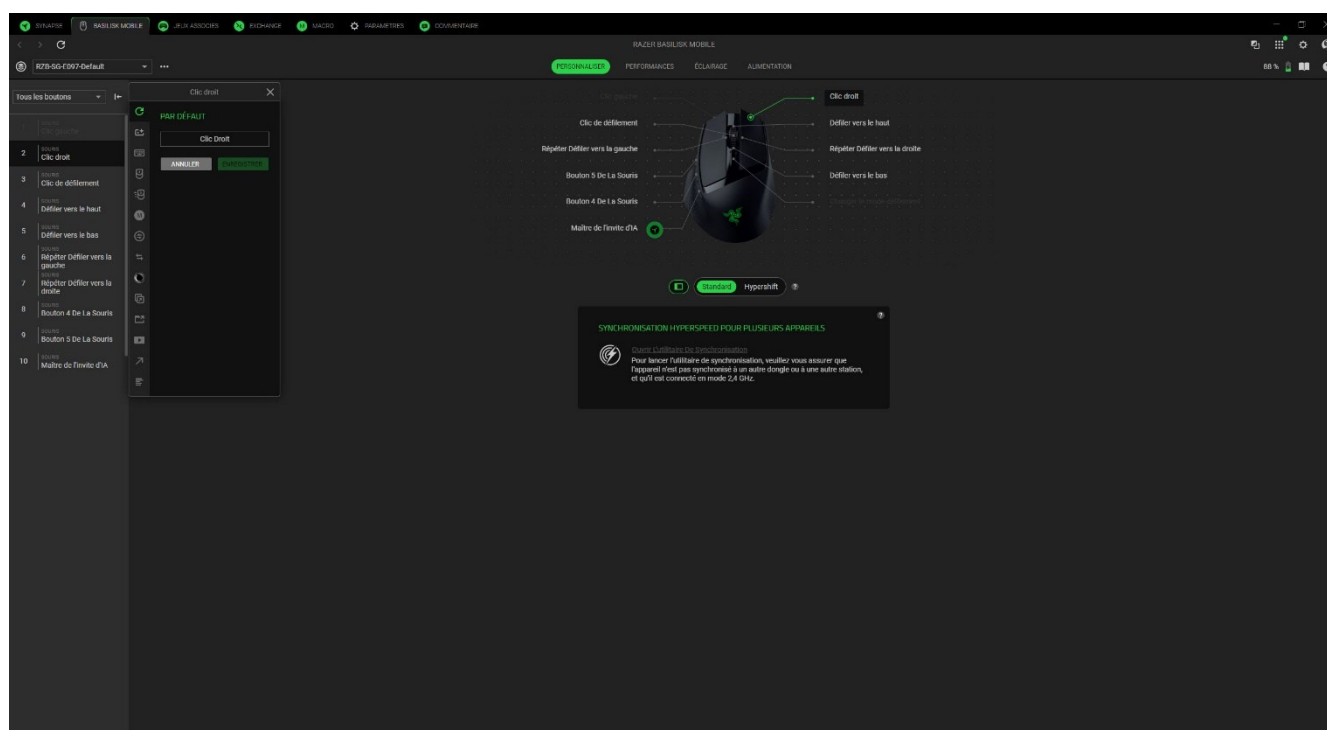 SYNAPSE BASILISK MOBILE JEUX ASSOCIÉS EXCHANGE MACRO PARAMÈTRES COMMENTAIRE
RAZER BASILISK MOBILE
RZ8-SG-E097-Default
PERSONNALISER PERFORMANCES ÉCLAIRAGE ALIMENTATION
88 %
Tous les boutons
1 SOURIS
Clic gauche
2 SOURIS
Clic droit
3 SOURIS
Clic de défilement
4 SOURIS
Défiler vers le haut
5 SOURIS
Défiler vers le bas
6 SOURIS
Répéter Défiler vers la
gauche
7 SOURIS
Répéter Défiler vers la
droite
8 SOURIS
Bouton 4 De La Souris
9 SOURIS
Bouton 5 De La Souris
10 SOURIS
Maître de l'invite d'IA
Clic droit
PAR DÉFAUT
Clic Droit
ANNULER ENREGISTRER
Clic gauche
Clic de défilement
Répéter Défiler vers la gauche
Bouton 5 De La Souris
Bouton 4 De La Souris
Maître de l'invite d'IA
Clic droit
Défiler vers le haut
Répéter Défiler vers la droite
Défiler vers le bas
Standard Hypershift
SYNCHRONISATION HYPERSPEED POUR PLUSIEURS APPAREILS
Ouvrir L'utilitaire De Synchronisation
Pour lancer l'utilitaire de synchronisation, veuillez vous assurer que
l'appareil n'est pas synchronisé à un autre dongle ou à une autre station,
et qu'il est connecté en mode 2,4 GHz.